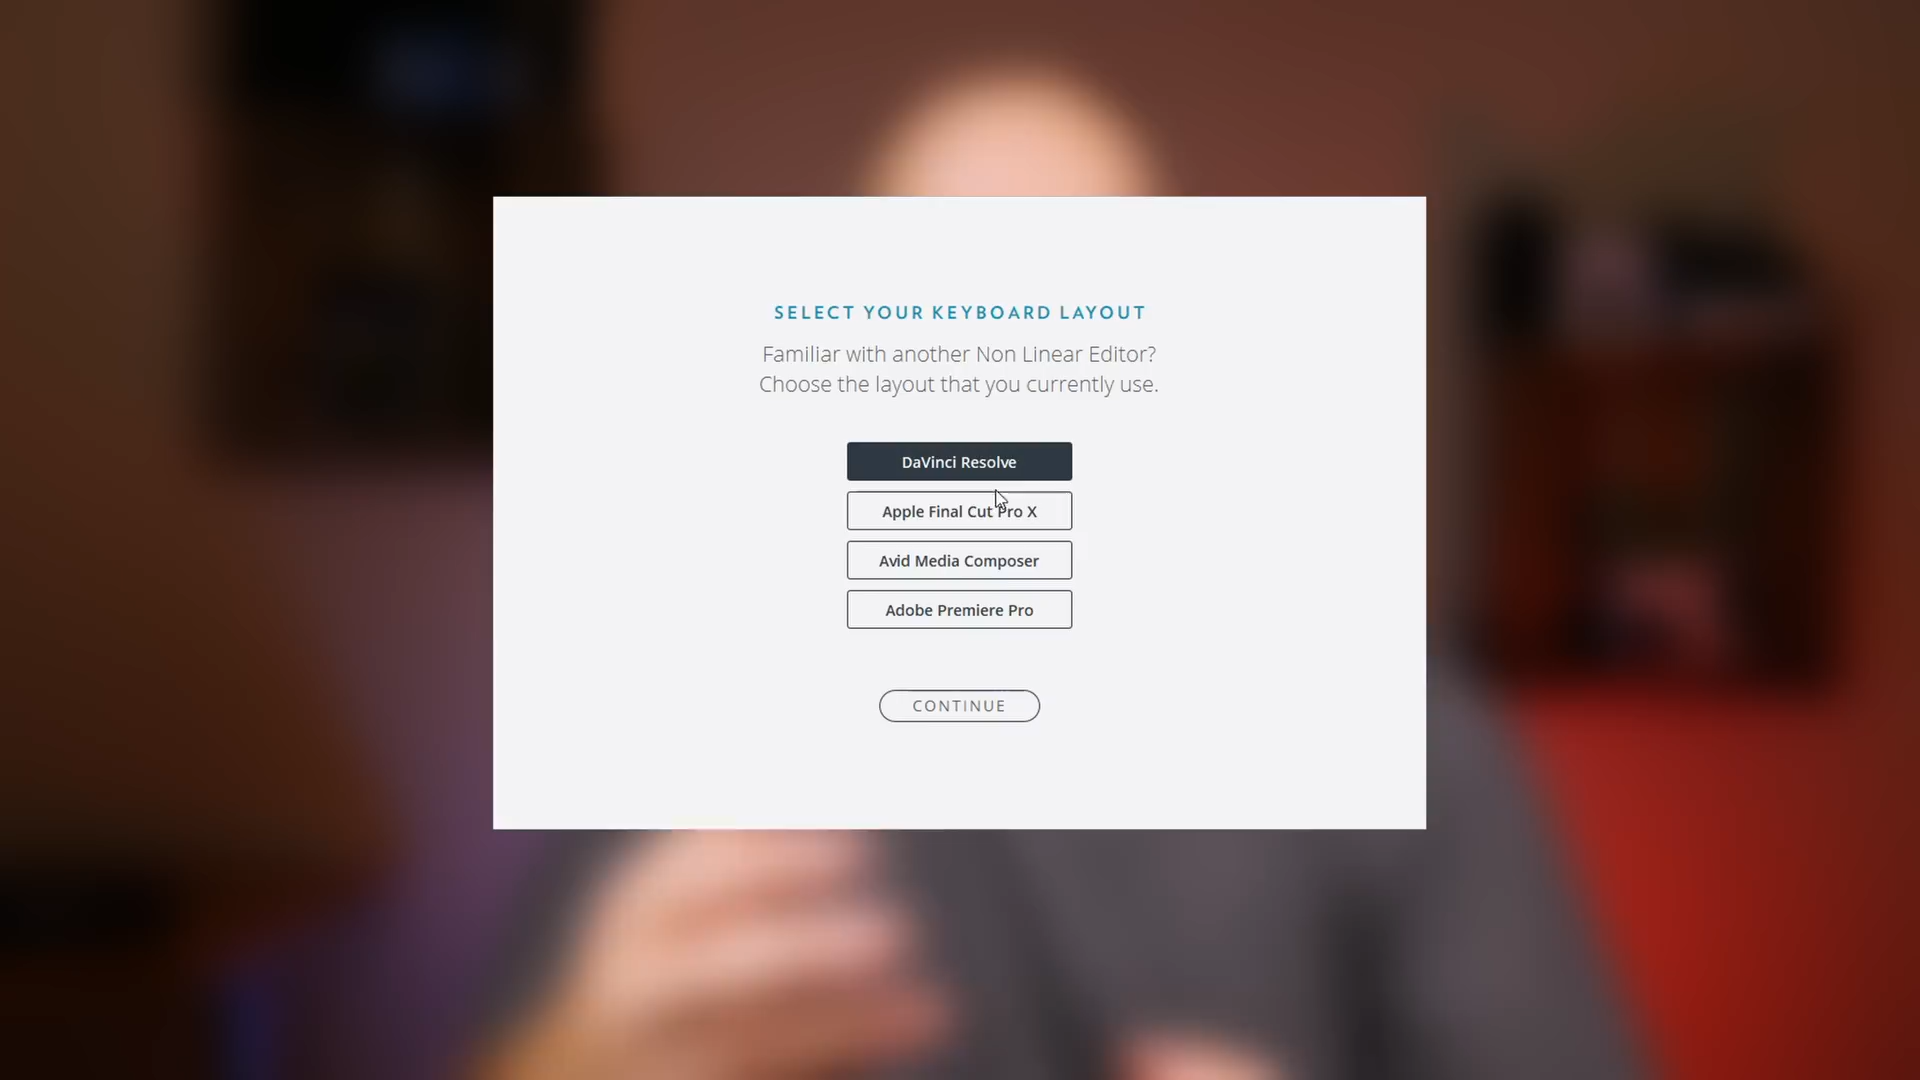 SELECT YOUR KEYBOARD LAYOUT
Familiar with another Non Linear Editor?
Choose the layout that you currently use.
DaVinci Resolve
Apple Final Cut Pro X
Avid Media Composer
Adobe Premiere Pro
CONTINUE